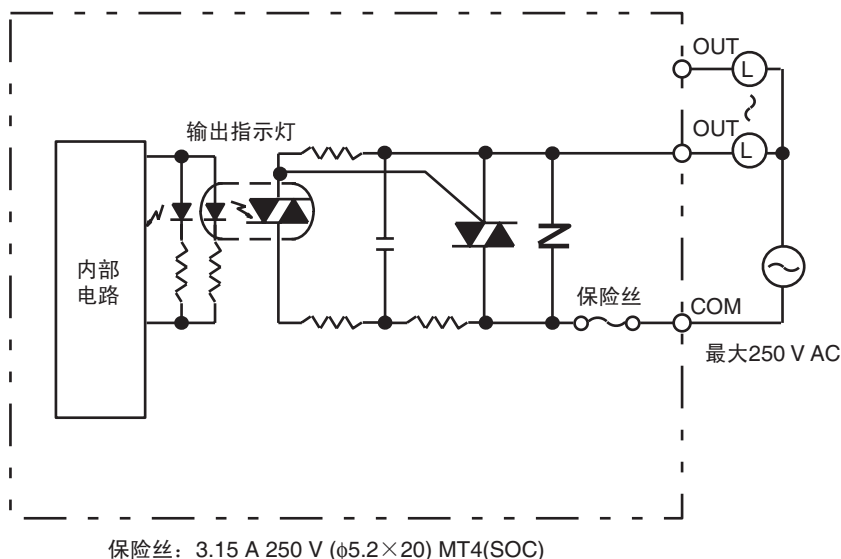 OUT
L
输出指示灯
OUT
L
内部
电路
保险丝
COM
最大250 V AC
保险丝：3.15 A 250 V (ϕ5.2×20) MT4(SOC)